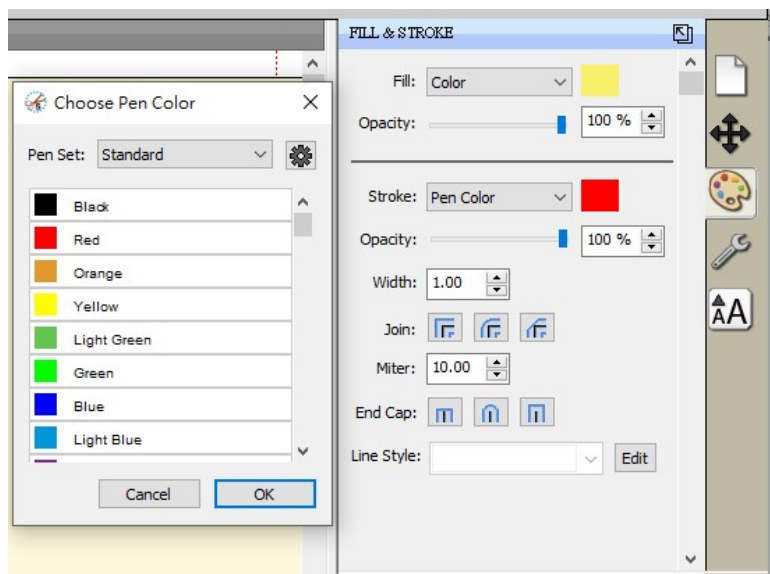 FILL & STROKE
Fill: Color
Opacity: 100 %
Stroke: Pen Color
Opacity: 100 %
Width: 1.00
Join:
Miter: 10.00
End Cap:
Line Style: Edit
Choose Pen Color
Pen Set: Standard
Black
Red
Orange
Yellow
Light Green
Green
Blue
Light Blue
Cancel OK
AA